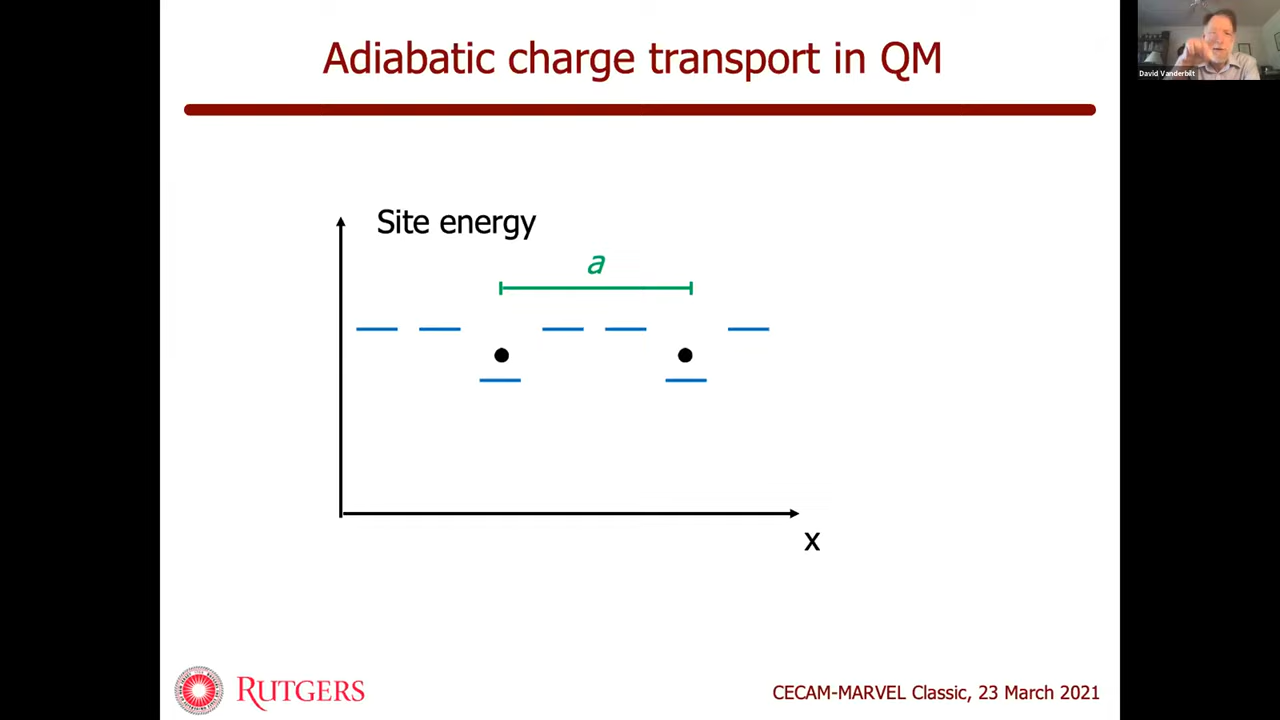 Adiabatic charge transport in QM
David Vanderbilt
Site energy
a
x
RUTGERS
CECAM-MARVEL Classic, 23 March 2021